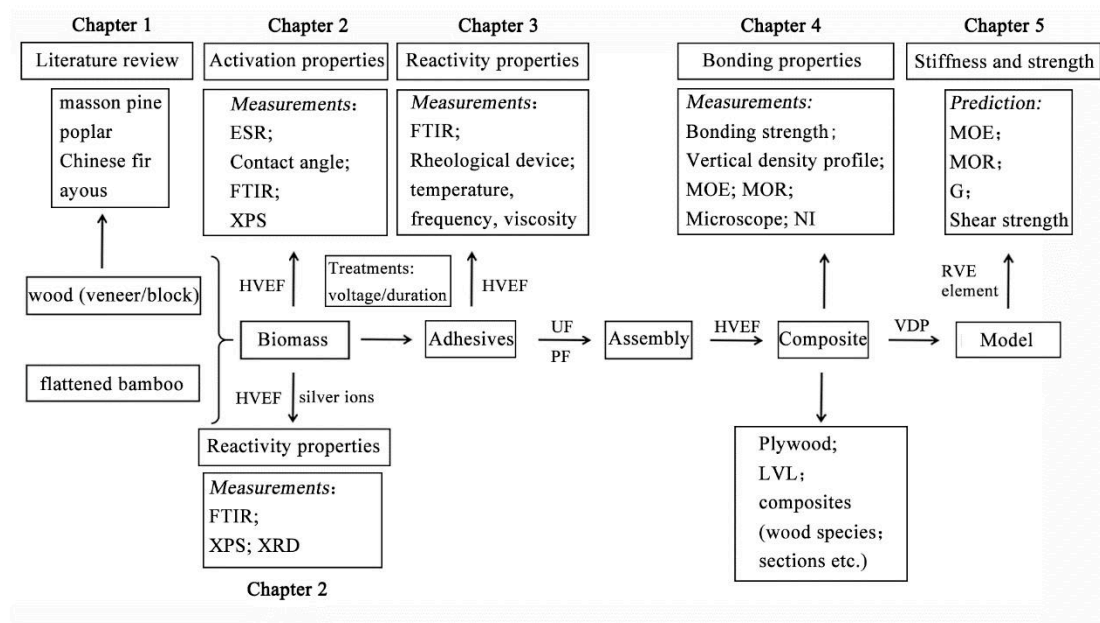 Chapter 1
Literature review
masson pine
poplar
Chinese fir
ayous
wood (veneer/block)
flattened bamboo
Chapter 2
Activation properties
Measurements:
ESR;
Contact angle;
FTIR;
XPS
HVEF
Treatments:
voltage/duration
Biomass
HVEF
silver ions
Reactivity properties
Measurements:
FTIR;
XPS; XRD
Chapter 2
Chapter 3
Reactivity properties
Measurements:
FTIR;
Rheological device;
temperature,
frequency, viscosity
HVEF
Adhesives
UF
PF
Assembly
HVEF
Chapter 4
Bonding properties
Measurements:
Bonding strength;
Vertical density profile;
MOE; MOR;
Microscope; NI
Composite
Plywood;
LVL;
composites
(wood species;
sections etc.)
VDP
Chapter 5
Stiffness and strength
Prediction:
MOE;
MOR;
G;
Shear strength
RVE
element
Model